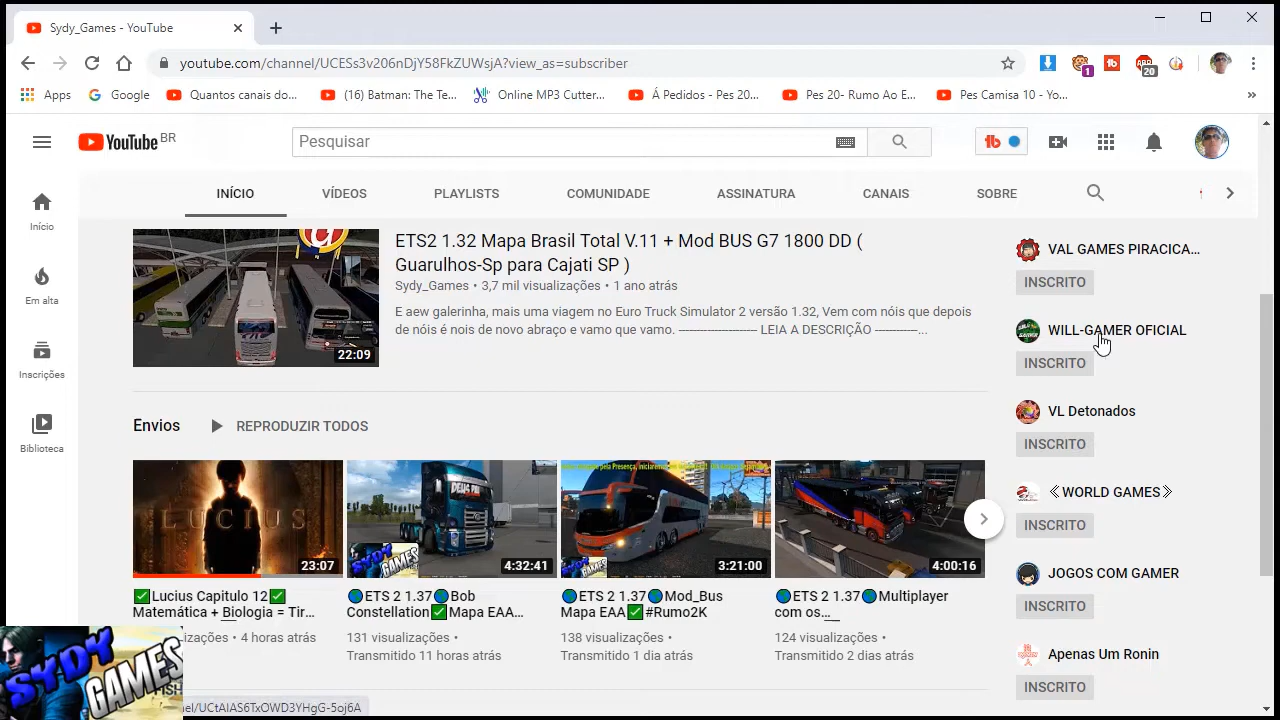 Sydy_Games - YouTube
youtube.com/channel/UCESs3v206nDjY58FkZUWsjA?view_as=subscriber
1
20
Apps
Google
Quantos canais do...
(16) Batman: The Te...
Online MP3 Cutter...
Á Pedidos - Pes 20...
Pes 20- Rumo Ao E...
Pes Camisa 10 - Yo...
YouTube BR
Pesquisar
INÍCIO
VÍDEOS
PLAYLISTS
COMUNIDADE
ASSINATURA
CANAIS
SOBRE
Início
Em alta
Inscrições
Biblioteca
22:09
ETS2 1.32 Mapa Brasil Total V.11 + Mod BUS G7 1800 DD (
Guarulhos-Sp para Cajati SP )
Sydy_Games • 3,7 mil visualizações • 1 ano atrás
E aew galerinha, mais uma viagem no Euro Truck Simulator 2 versão 1.32, Vem com nóis que depois
de nóis é nois de novo abraço e vamo que vamo. ----------------------- LEIA A DESCRIÇÃO ------------...
Envios
REPRODUZIR TODOS
LUCIUS
23:07
✅Lucius Capitulo 12✅
Matemática + Biologia = Tir...
izações • 4 horas atrás
SYDY
GAMES
4:32:41
🔵ETS 2 1.37🔵Bob
Constellation✅Mapa EAA...
131 visualizações •
Transmitido 11 horas atrás
SYDY
GAMES
3:21:00
🔵ETS 2 1.37🔵Mod_Bus
Mapa EAA✅#Rumo2K
138 visualizações •
Transmitido 1 dia atrás
4:00:16
🔵ETS 2 1.37🔵Multiplayer
com os...
124 visualizações •
Transmitido 2 dias atrás
VAL GAMES PIRACICA...
INSCRITO
WILL-GAMER OFICIAL
INSCRITO
VL Detonados
INSCRITO
《WORLD GAMES》
INSCRITO
JOGOS COM GAMER
INSCRITO
Apenas Um Ronin
INSCRITO
SYDY
GAMES
nel/UCtAIAS6TxOWD3YHgG-5oj6A